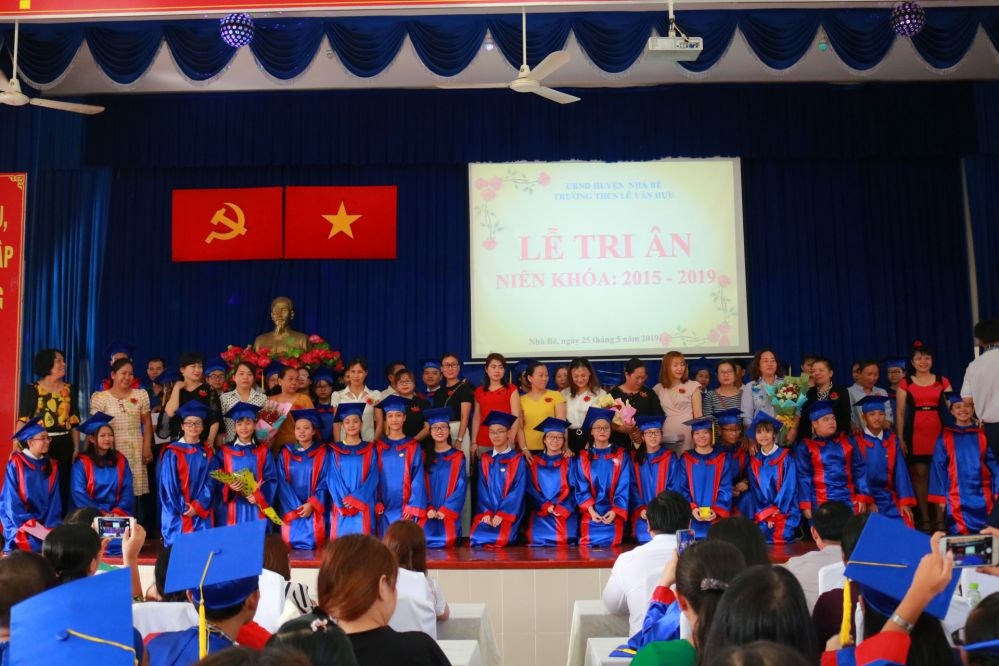 UBND HUYỆN NHÀ BÈ
TRƯỜNG THCS LÊ VĂN HƯU
LỄ TRI ÂN
NIÊN KHÓA: 2015 - 2019
Nhà Bè, ngày 25 tháng 5 năm 2019